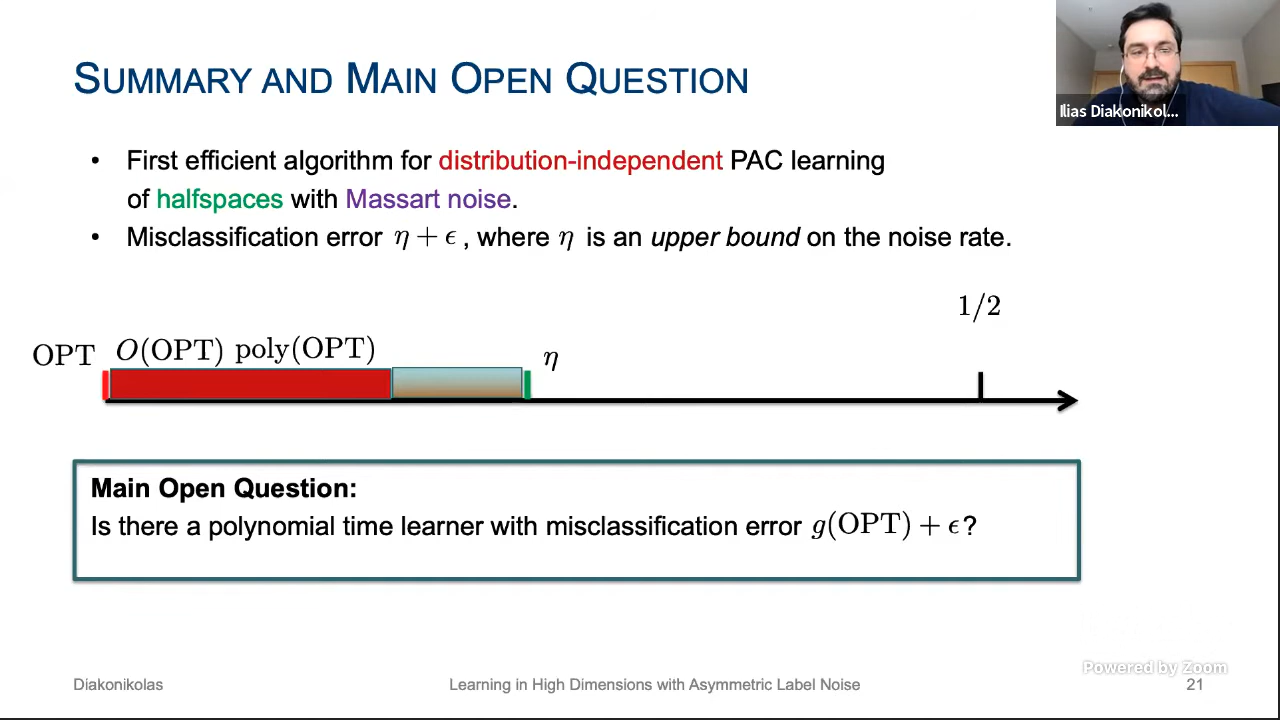 SUMMARY AND MAIN OPEN QUESTION
Ilias Diakonikol...
• First efficient algorithm for distribution-independent PAC learning
of halfspaces with Massart noise.
• Misclassification error η + ϵ, where η is an upper bound on the noise rate.
1/2
OPT O(OPT) poly(OPT) η
Main Open Question:
Is there a polynomial time learner with misclassification error g(OPT) + ϵ?
Powered by Zoom
Diakonikolas Learning in High Dimensions with Asymmetric Label Noise 21